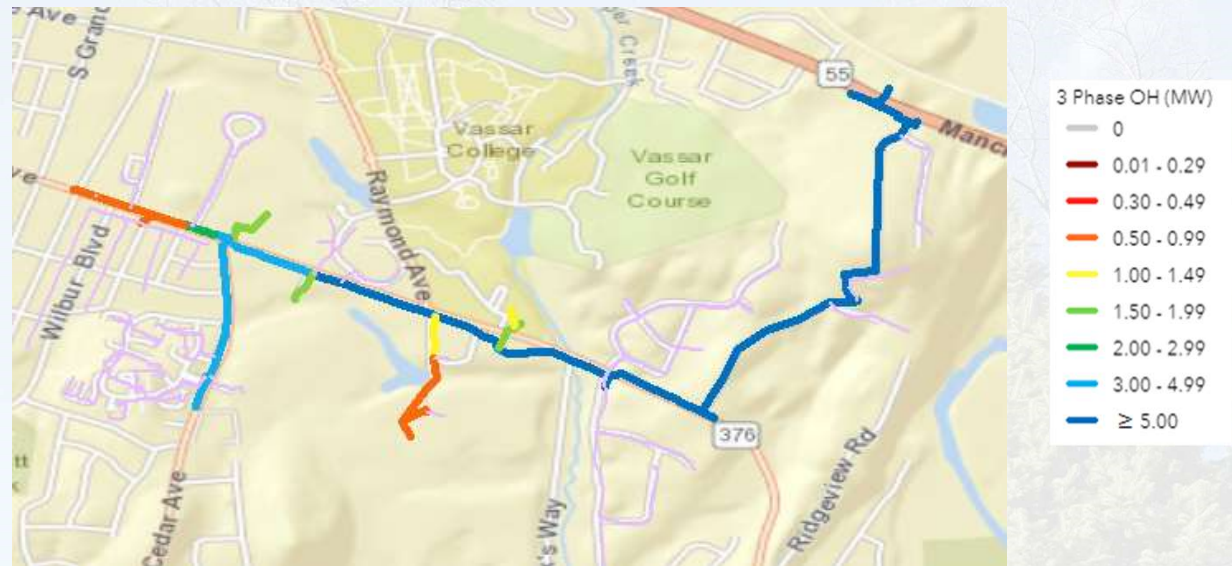 s Ave
S Grand
per Creek
55
Vassar
College
Vassar
Golf
Course
Manc
Raymond Ave
ve
Wilbur Blvd
376
tt
k
Cedar Ave
k's Way
Ridgeview Rd
3 Phase OH (MW)
0
0.01 - 0.29
0.30 - 0.49
0.50 - 0.99
1.00 - 1.49
1.50 - 1.99
2.00 - 2.99
3.00 - 4.99
≥ 5.00